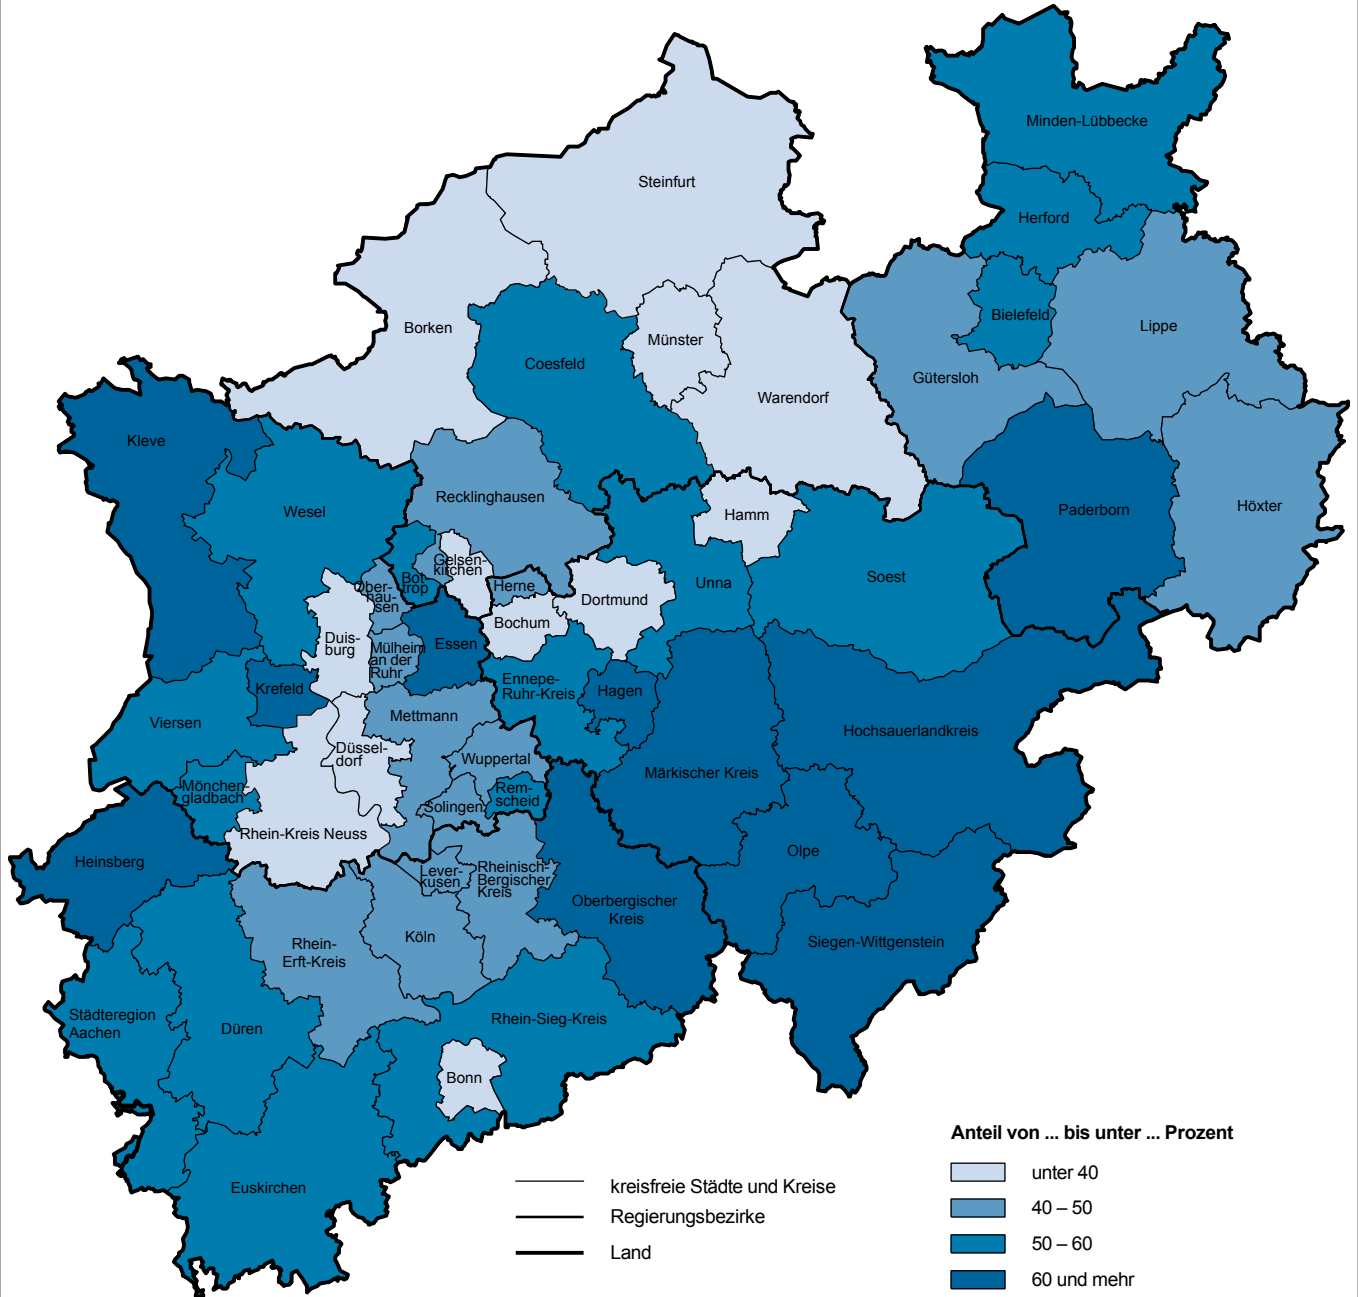 Minden-Lübbecke
Steinfurt
Herford
Bielefeld
Lippe
Borken
Münster
Coesfeld
Gütersloh
Warendorf
Kleve
Recklinghausen
Wesel
Hamm
Paderborn
Höxter
Gelsen-
kirchen
Bot-
trop
Ober-
hau-
sen
Herne
Dortmund
Unna
Soest
Bochum
Duis-
burg
Mülheim
an der
Ruhr
Essen
Krefeld
Ennepe-
Ruhr-Kreis
Hagen
Viersen
Mettmann
Hochsauerlandkreis
Düssel-
dorf
Wuppertal
Märkischer Kreis
Mönchen-
gladbach
Rem-
scheid
Solingen
Rhein-Kreis Neuss
Heinsberg
Olpe
Lever-
kusen
Rheinisch-
Bergischer
Kreis
Oberbergischer
Kreis
Köln
Rhein-
Erft-Kreis
Siegen-Wittgenstein
Städteregion
Aachen
Düren
Rhein-Sieg-Kreis
Bonn
Euskirchen
kreisfreie Städte und Kreise
Regierungsbezirke
Land
Anteil von ... bis unter ... Prozent
unter 40
40 – 50
50 – 60
60 und mehr